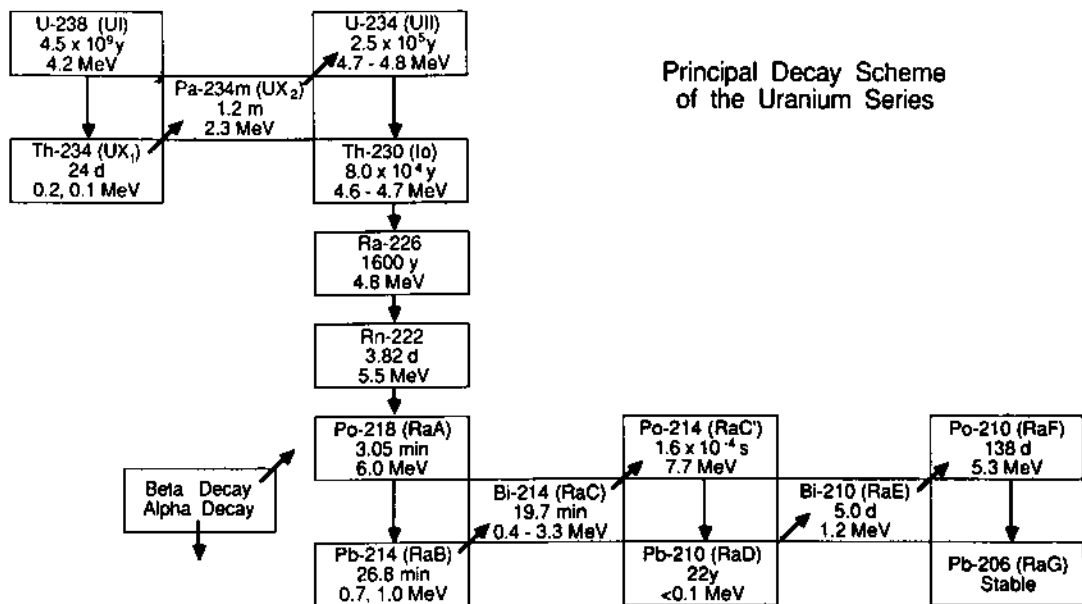 U-238 (UI)
4.5 x 10⁹y
4.2 MeV
U-234 (UII)
2.5 x 10⁵y
4.7 - 4.8 MeV
Principal Decay Scheme
of the Uranium Series
Pa-234m (UX₂)
1.2 m
2.3 MeV
Th-234 (UX₁)
24 d
0.2, 0.1 MeV
Th-230 (Io)
8.0 x 10⁴ y
4.6 - 4.7 MeV
Ra-226
1600 y
4.8 MeV
Rn-222
3.82 d
5.5 MeV
Po-218 (RaA)
3.05 min
6.0 MeV
Po-214 (RaC')
1.6 x 10⁻⁴ s
7.7 MeV
Po-210 (RaF)
138 d
5.3 MeV
Beta Decay
Alpha Decay
Bi-214 (RaC)
19.7 min
0.4 - 3.3 MeV
Bi-210 (RaE)
5.0 d
1.2 MeV
Pb-214 (RaB)
26.8 min
0.7, 1.0 MeV
Pb-210 (RaD)
22y
<0.1 MeV
Pb-206 (RaG)
Stable